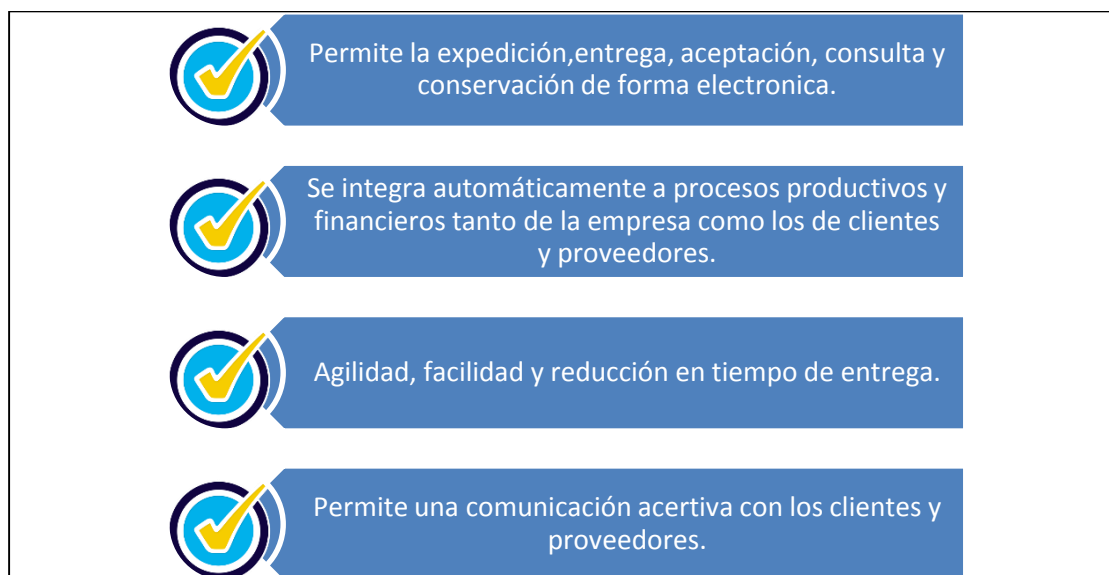 Permite la expedición,entrega, aceptación, consulta y
conservación de forma electronica.
Se integra automáticamente a procesos productivos y
financieros tanto de la empresa como los de clientes
y proveedores.
Agilidad, facilidad y reducción en tiempo de entrega.
Permite una comunicación acertiva con los clientes y
proveedores.